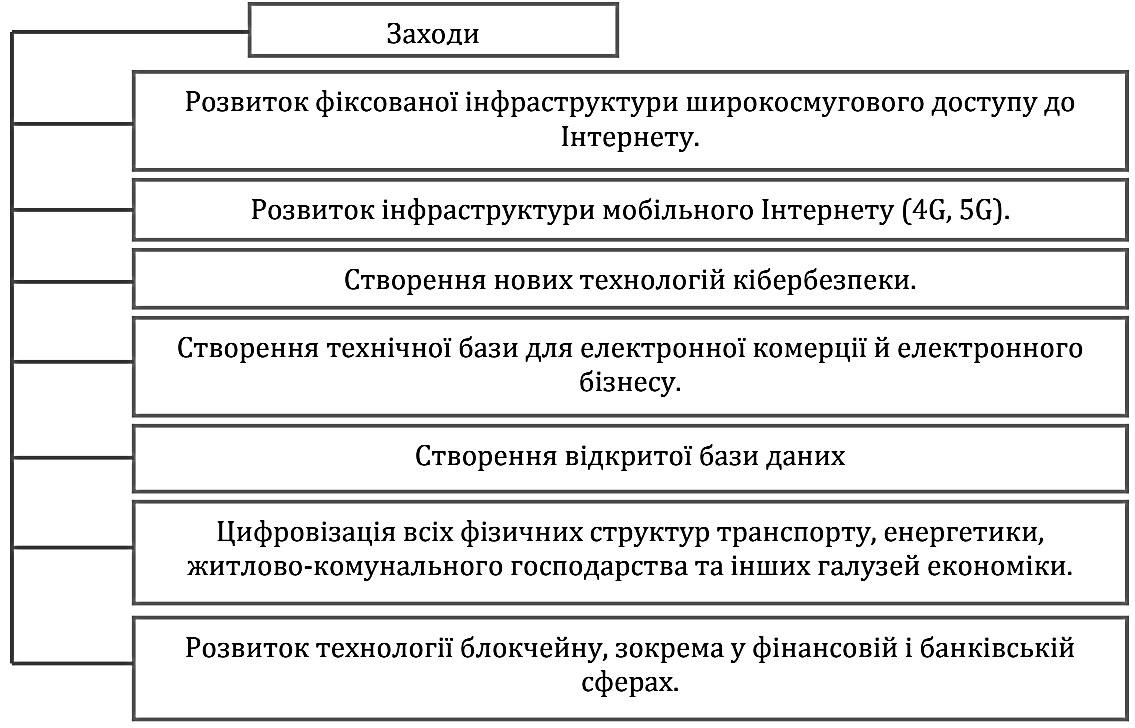 Заходи
Розвиток фіксованої інфраструктури широкосмугового доступу до
Інтернету.
Розвиток інфраструктури мобільного Інтернету (4G, 5G).
Створення нових технологій кібербезпеки.
Створення технічної бази для електронної комерції й електронного
бізнесу.
Створення відкритої бази даних
Цифровізація всіх фізичних структур транспорту, енергетики,
житлово-комунального господарства та інших галузей економіки.
Розвиток технології блокчейну, зокрема у фінансовій і банківській
сферах.